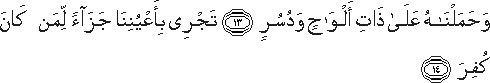 وَحَمَلْنَـٰهُ عَلَىٰ ذَاتِ أَلْوَٰحٍ وَدُسُرٍ ﴿١٣﴾ تَجْرِى بِأَعْيُنِنَا جَزَآءً لِّمَن كَانَ
كُفِرَ ﴿١٤﴾